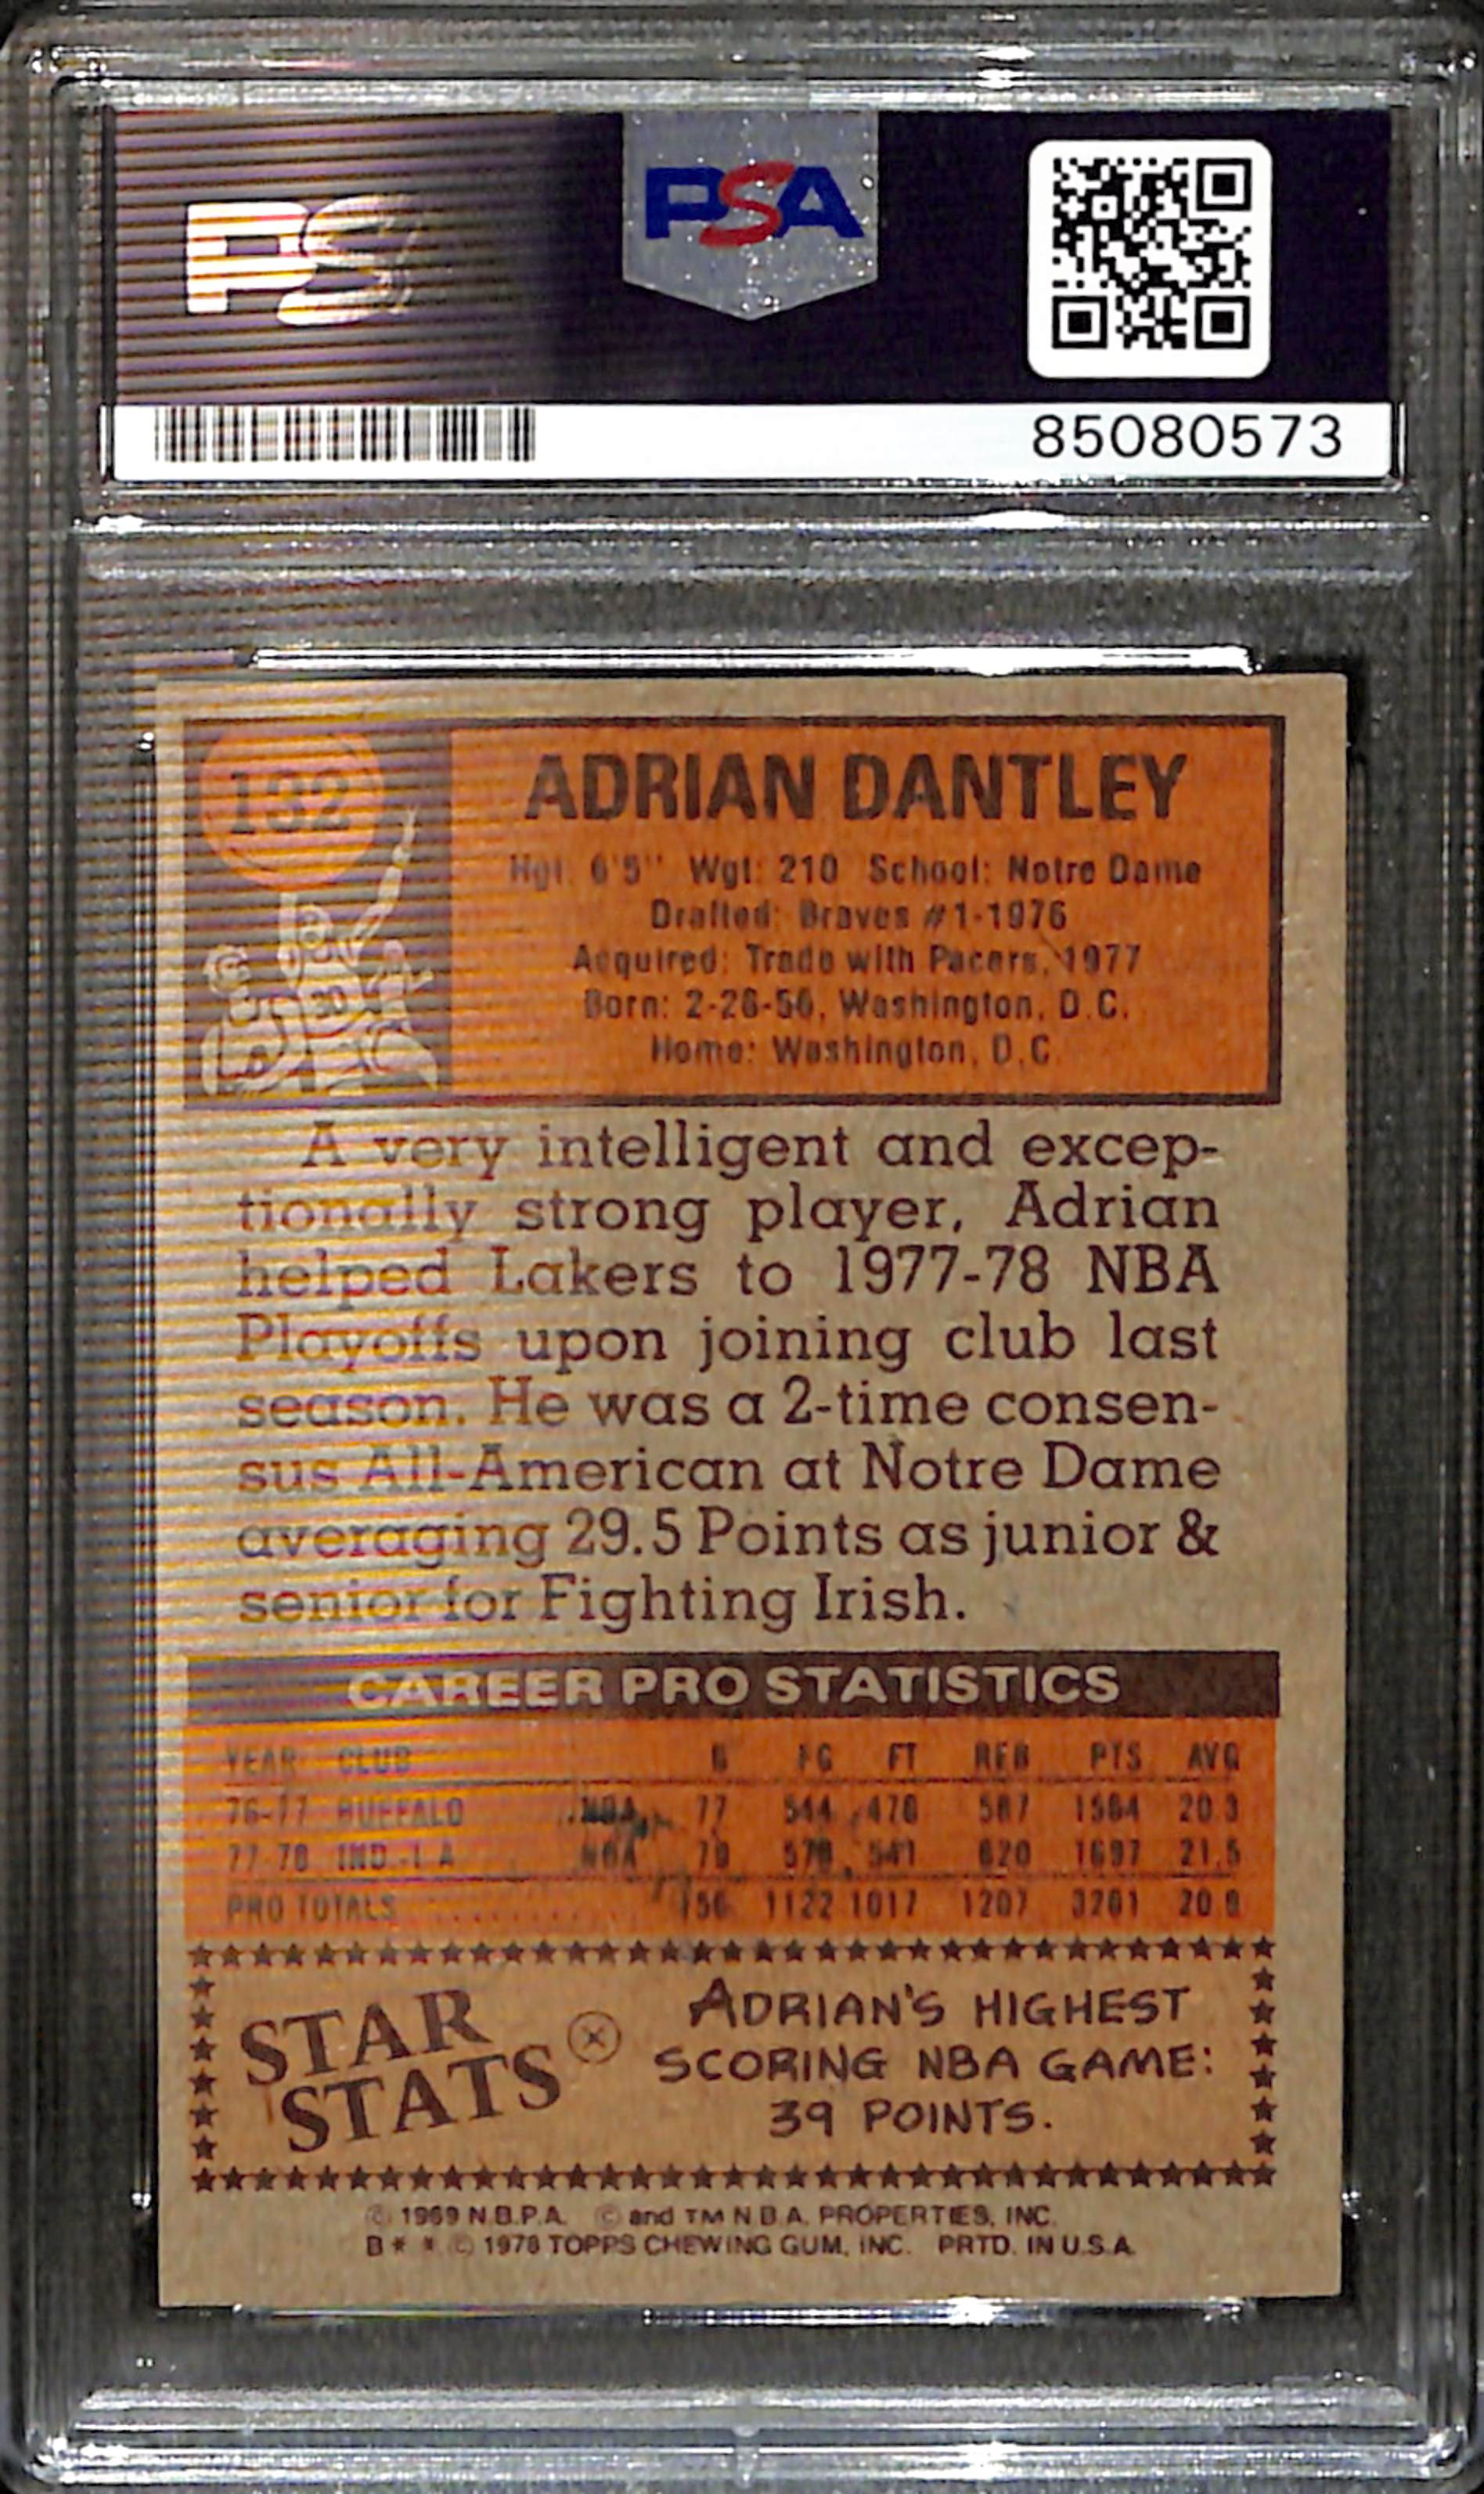 PS
PSA
85080573
132
ADRIAN DANTLEY
Hgt: 6'5" Wgt: 210 School: Notre Dame
Drafted: Braves #1-1976
Acquired: Trade with Pacers, 1977
Born: 2-28-56, Washington, D.C.
Home: Washington, D.C.
A very intelligent and excep-
tionally strong player, Adrian
helped Lakers to 1977-78 NBA
Playoffs upon joining club last
season. He was a 2-time consen-
sus All-American at Notre Dame
averaging 29.5 Points as junior &
senior for Fighting Irish.
CAREER PRO STATISTICS
YEAR CLUB G FG FT REB PTS AVG
76-77 BUFFALO NBA 77 544 476 587 1564 20.3
77-78 IND.-LA NBA 79 578 541 620 1697 21.5
PRO TOTALS 156 1122 1017 1207 3261 20.9
STAR STATS
ADRIAN'S HIGHEST
SCORING NBA GAME:
39 POINTS.
© 1969 N.B.P.A. © and TM N.B.A. PROPERTIES, INC.
B * * © 1978 TOPPS CHEWING GUM, INC. PRTD. IN U.S.A.